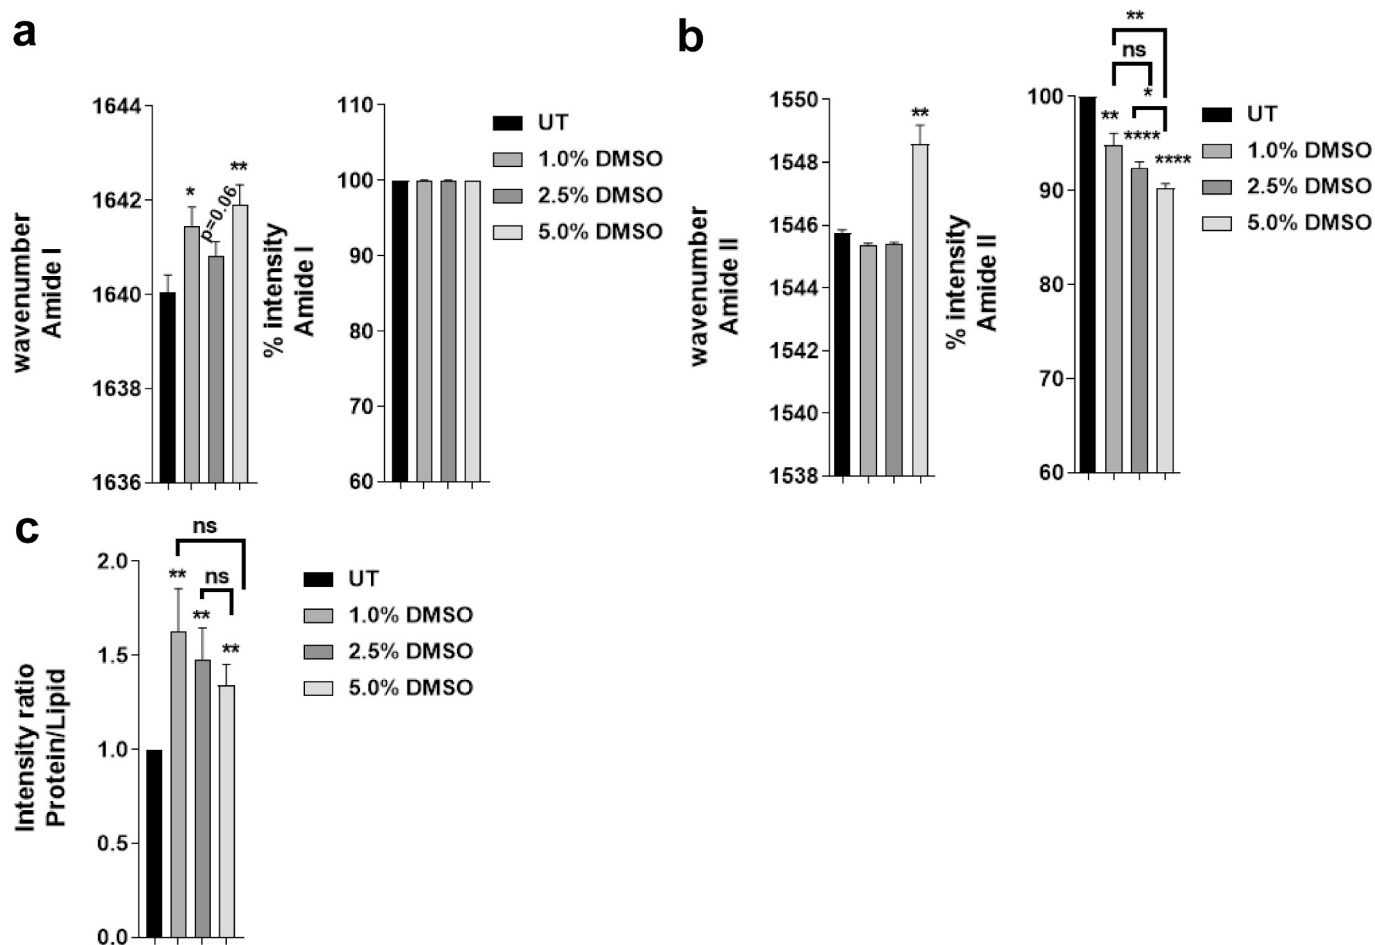 a
wavenumber
Amide I
1644
1642
1640
1638
1636
*
p=0.06
**
% intensity
Amide I
110
100
90
80
70
60
UT
1.0% DMSO
2.5% DMSO
5.0% DMSO
b
wavenumber
Amide II
1550
1548
1546
1544
1542
1540
1538
**
% intensity
Amide II
100
90
80
70
60
**
ns
*
**
****
****
UT
1.0% DMSO
2.5% DMSO
5.0% DMSO
c
Intensity ratio
Protein/Lipid
2.0
1.5
1.0
0.5
0.0
ns
ns
**
**
**
UT
1.0% DMSO
2.5% DMSO
5.0% DMSO